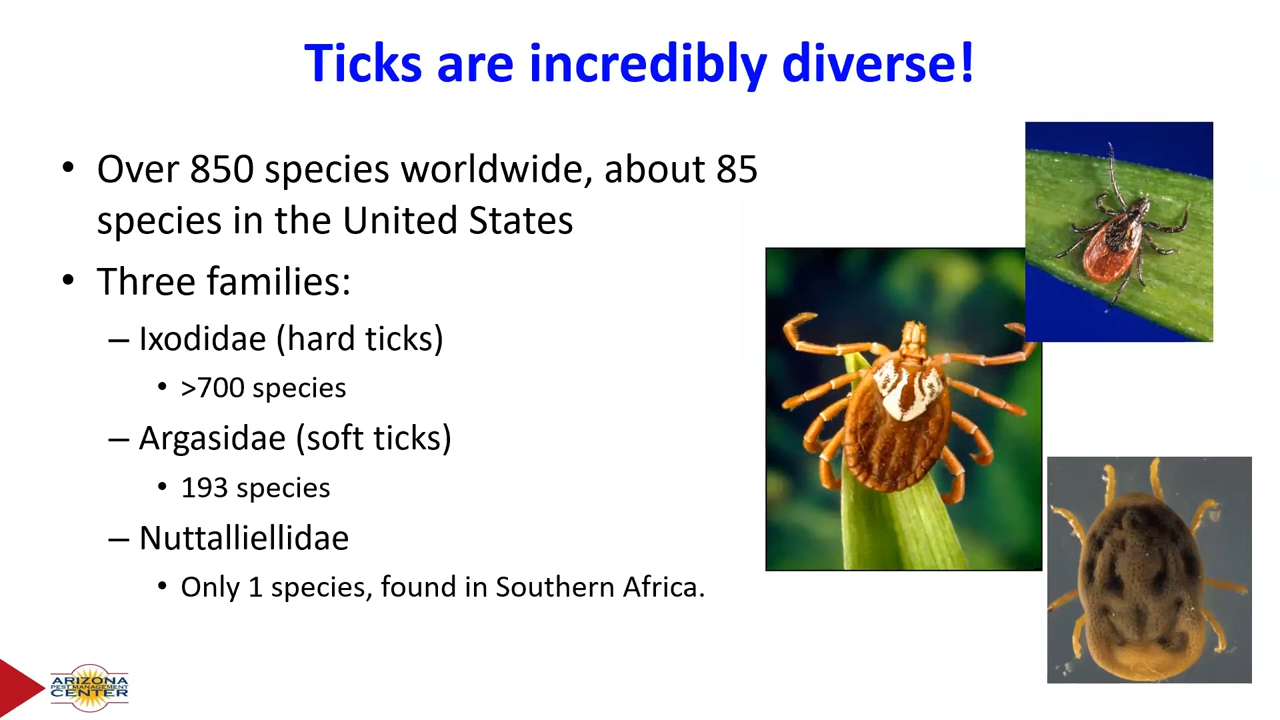 Ticks are incredibly diverse!
• Over 850 species worldwide, about 85
species in the United States
• Three families:
– Ixodidae (hard ticks)
• >700 species
– Argasidae (soft ticks)
• 193 species
– Nuttalliellidae
• Only 1 species, found in Southern Africa.
ARIZONA
PEST MANAGEMENT
CENTER